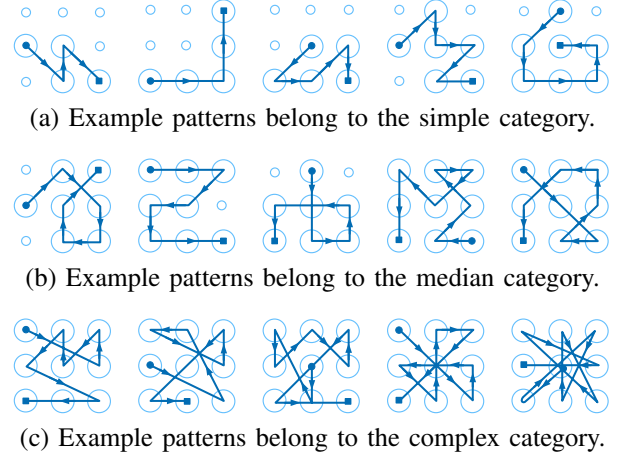 (a) Example patterns belong to the simple category.
(b) Example patterns belong to the median category.
(c) Example patterns belong to the complex category.